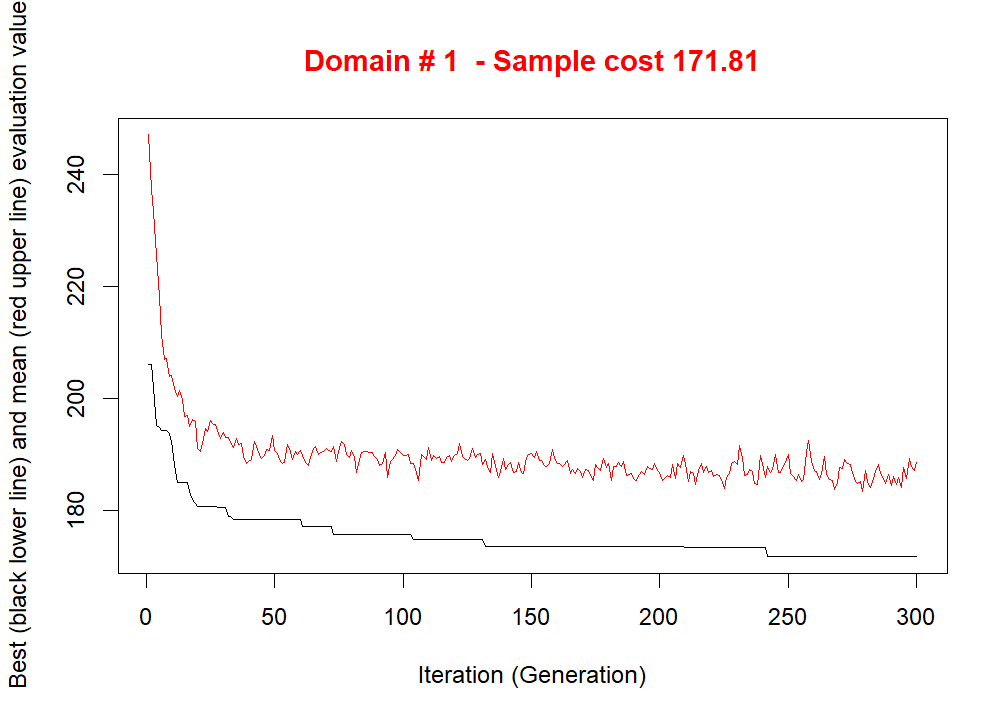 Domain # 1  - Sample cost 171.81
Best (black lower line) and mean (red upper line) evaluation value
240
220
200
180
0 50 100 150 200 250 300
Iteration (Generation)